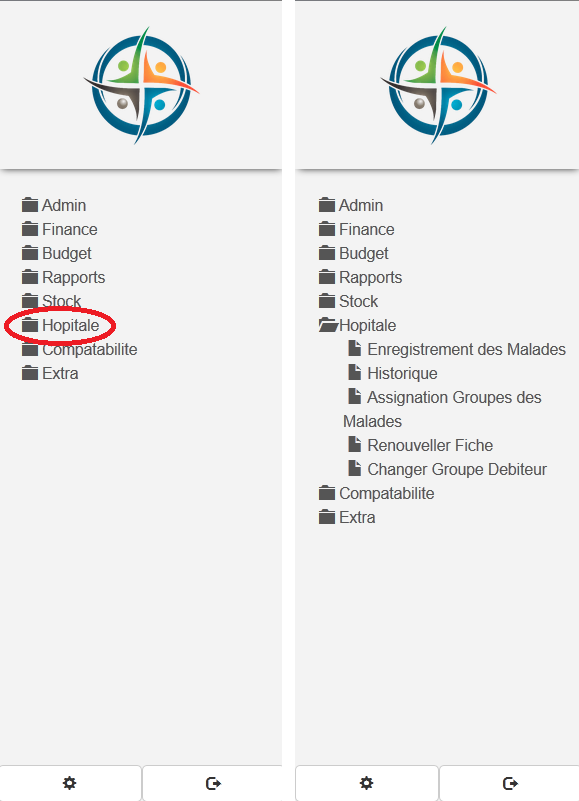 Admin
Finance
Budget
Rapports
Stock
Hopitale
Compatabilite
Extra
Admin
Finance
Budget
Rapports
Stock
Hopitale
Enregistrement des Malades
Historique
Assignation Groupes des
Malades
Renouveller Fiche
Changer Groupe Debiteur
Compatabilite
Extra